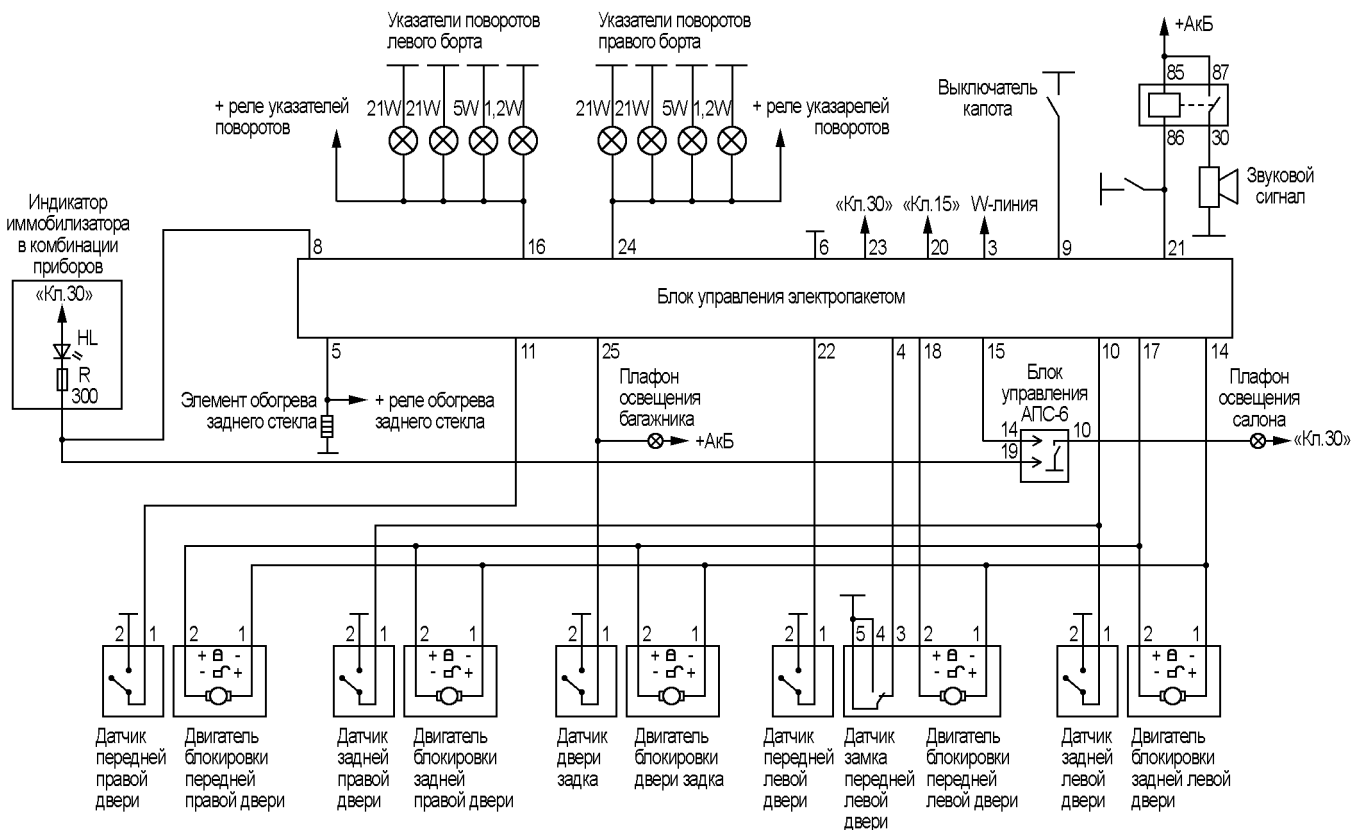 Указатели поворотов
левого борта
Указатели поворотов
правого борта
+АкБ
85 87
86 30
Выключатель
капота
+ реле указателей
поворотов
21W 21W 5W 1,2W
21W 21W 5W 1,2W
+ реле указарелей
поворотов
Звуковой
сигнал
Индикатор
иммобилизатора
в комбинации
приборов
«Кл.30»
HL
R
300
«Кл.30» «Кл.15» W-линия
8 16 24 6 23 20 3 9 21
Блок управления электропакетом
5 11 25 22 4 18 15 10 17 14
Элемент обогрева
заднего стекла
+ реле обогрева
заднего стекла
Плафон
освещения
багажника
+АкБ
Блок
управления
АПС-6
14 10
19
Плафон
освещения
салона
«Кл.30»
2 1 2 1 2 1 2 1 2 1 2 1 2 1 5 4 3 2 1 2 1 2 1
+ - + - + - + - + -
- + - + - + - + - +
Датчик
передней
правой
двери
Двигатель
блокировки
передней
правой двери
Датчик
задней
правой
двери
Двигатель
блокировки
задней
правой двери
Датчик
двери
задка
Двигатель
блокировки
двери задка
Датчик
передней
левой
двери
Датчик
замка
передней
левой
двери
Двигатель
блокировки
передней
левой двери
Датчик
задней
левой
двери
Двигатель
блокировки
задней левой
двери